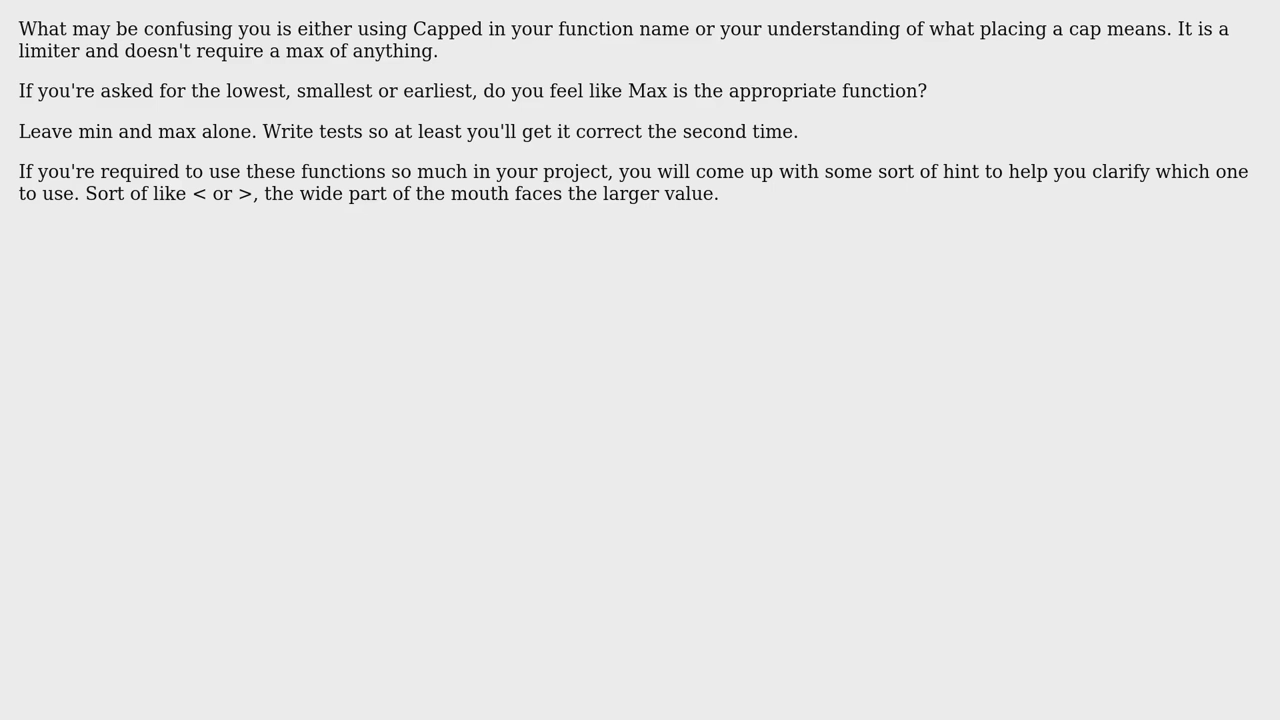 What may be confusing you is either using Capped in your function name or your understanding of what placing a cap means. It is a
limiter and doesn't require a max of anything.
If you're asked for the lowest, smallest or earliest, do you feel like Max is the appropriate function?
Leave min and max alone. Write tests so at least you'll get it correct the second time.
If you're required to use these functions so much in your project, you will come up with some sort of hint to help you clarify which one
to use. Sort of like < or >, the wide part of the mouth faces the larger value.